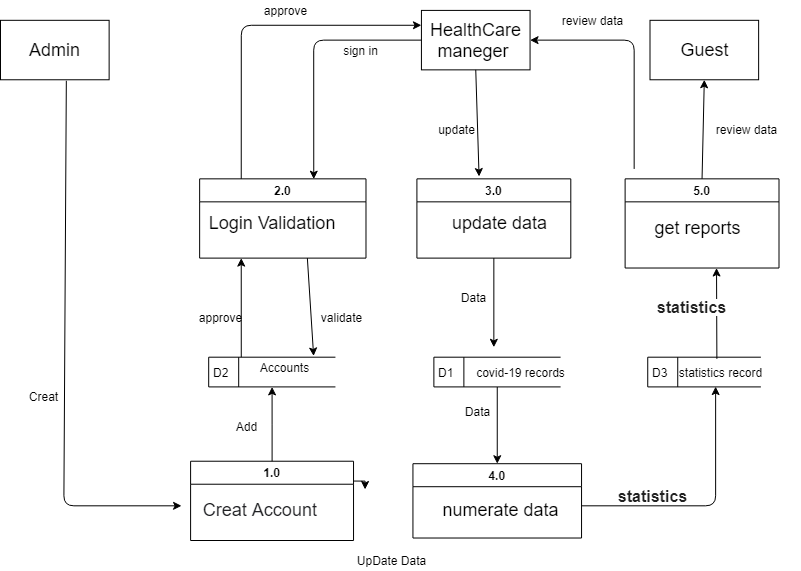 approve
HealthCare
maneger
review data
Admin
Guest
sign in
update
review data
2.0
Login Validation
3.0
update data
5.0
get reports
approve
validate
Data
statistics
D2
Accounts
D1
covid-19 records
D3
statistics record
Creat
Add
Data
1.0
Creat Account
4.0
numerate data
statistics
UpDate Data